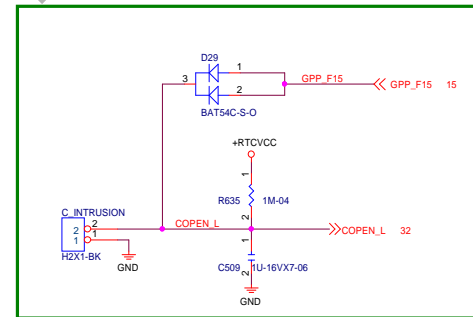 D29
3
1
GPP_F15
GPP_F15 15
2
BAT54C-S-O
+RTCVCC
1
R635 1M-04
2
C_INTRUSION
2 2
1 1
COPEN_L
COPEN_L 32
H2X1-BK
GND
1
C509 1U-16VX7-06
2
GND